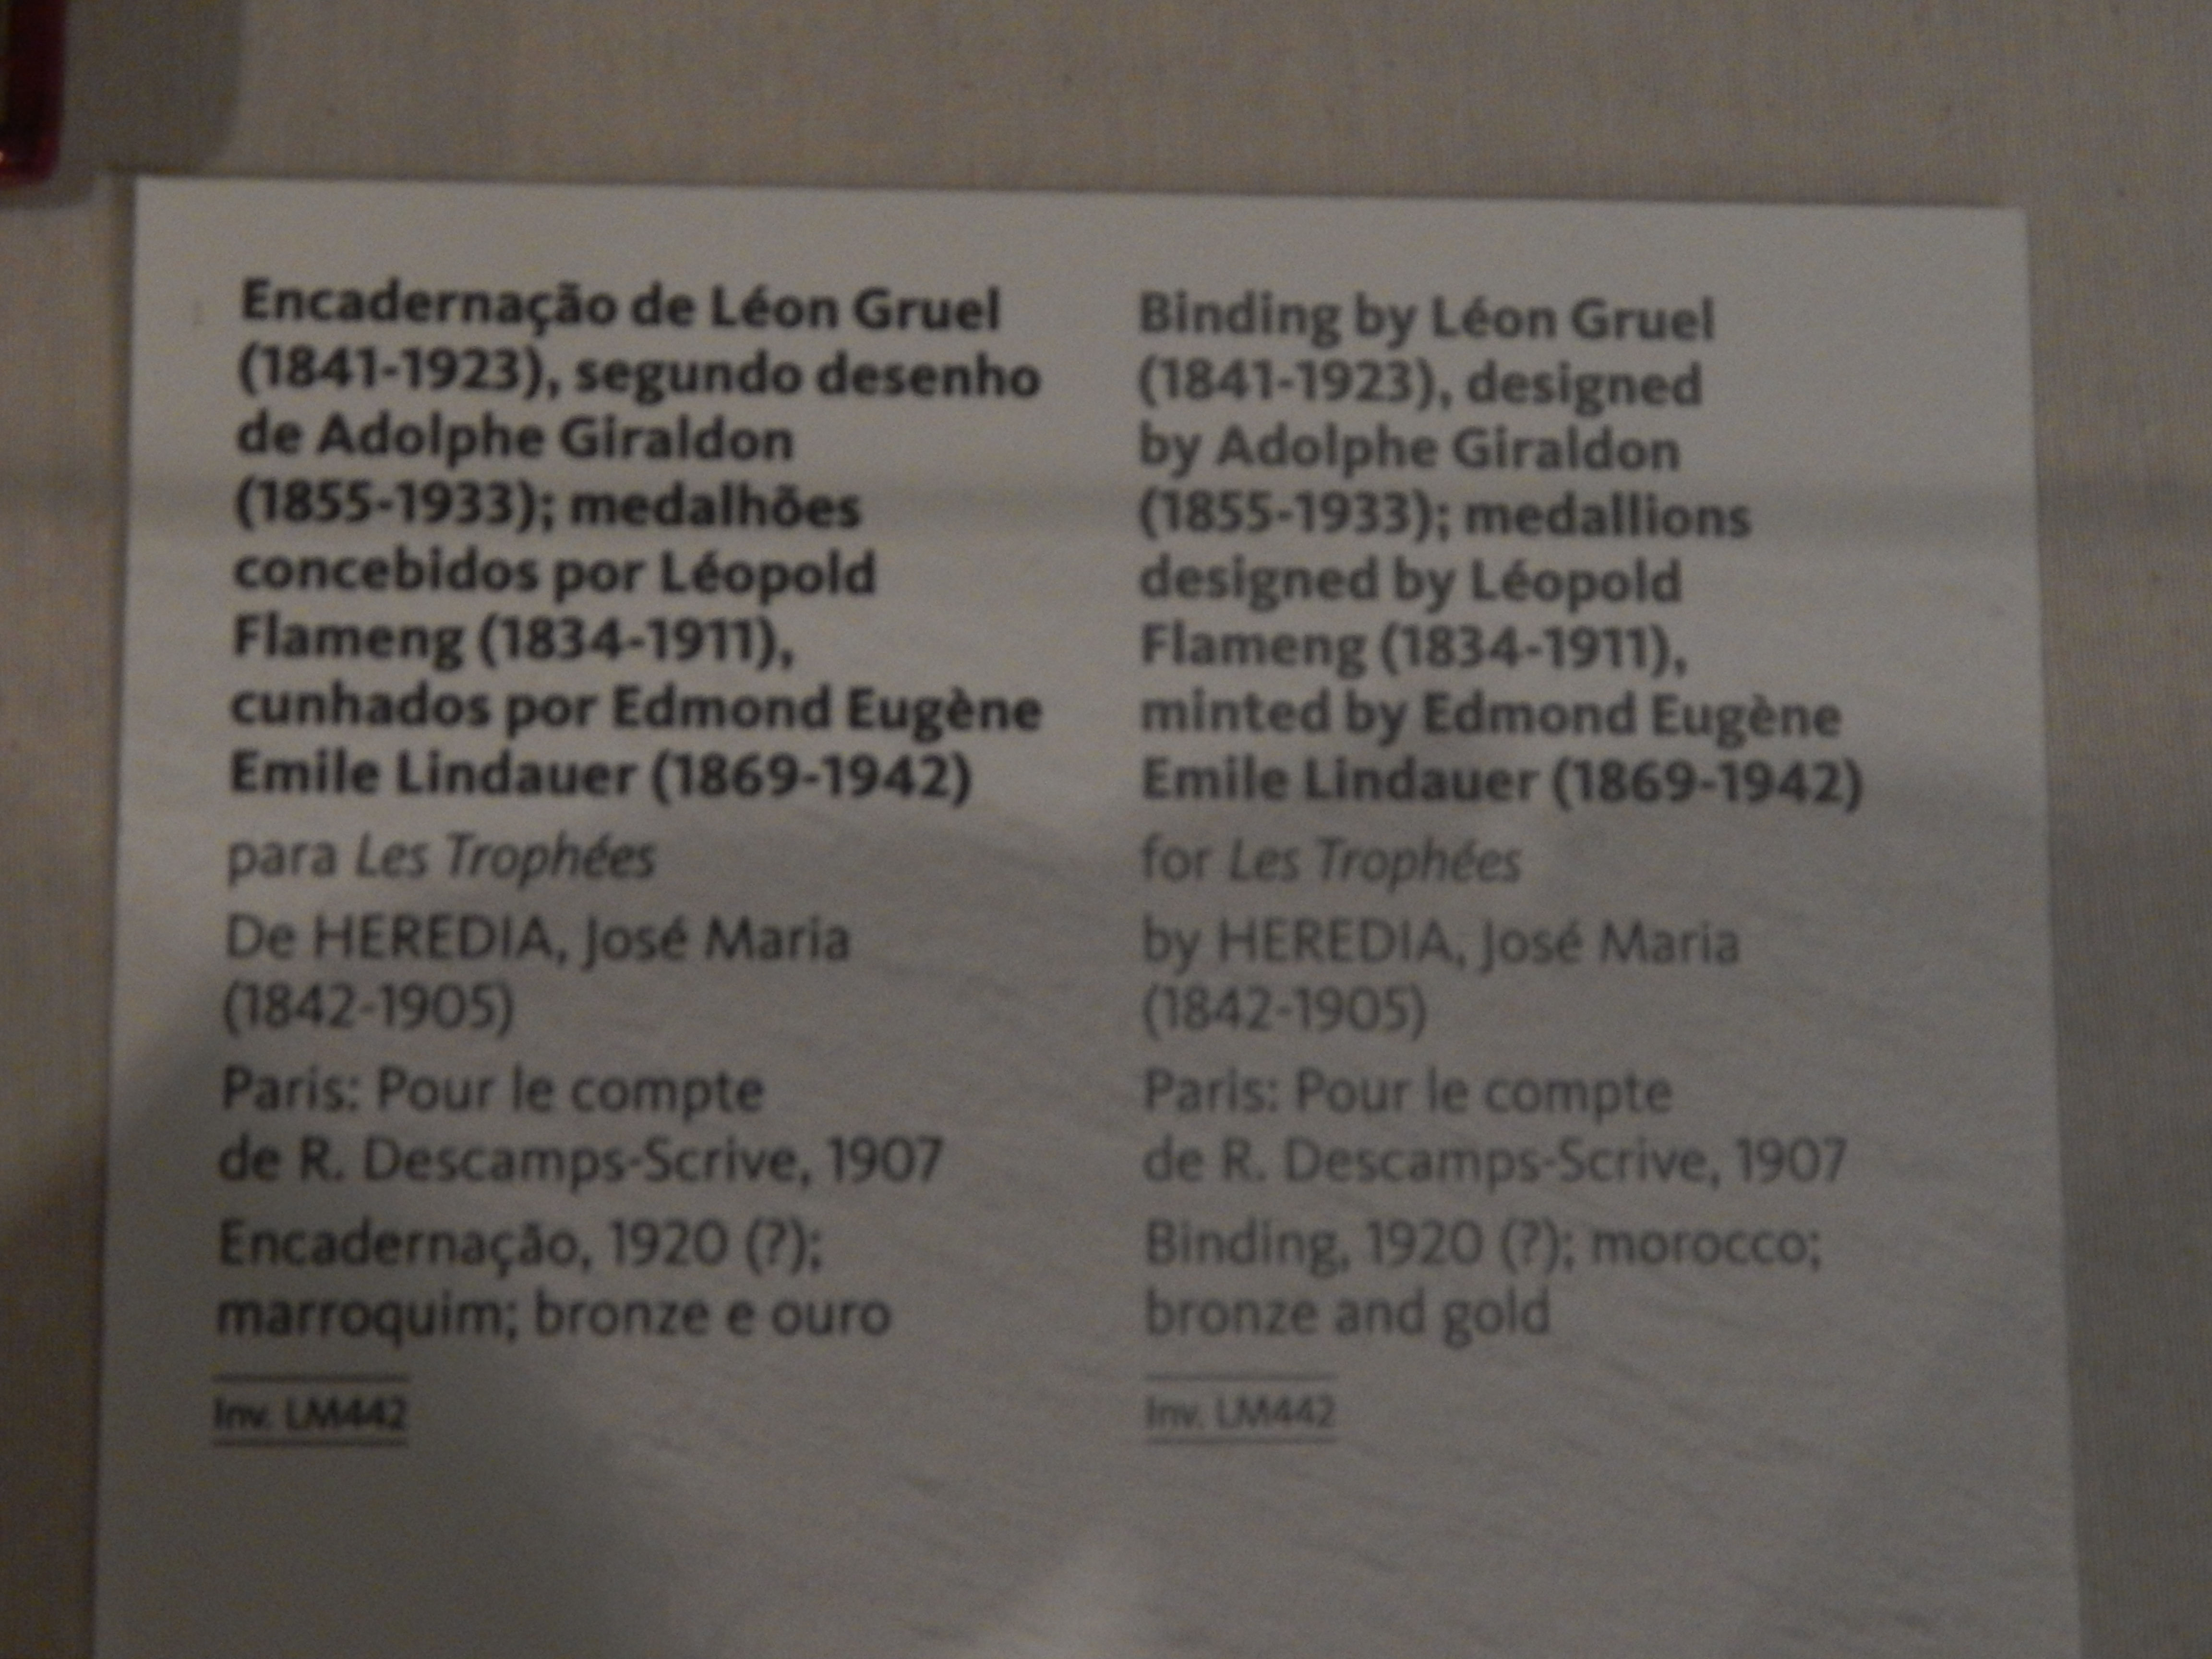 Encadernação de Léon Gruel
(1841-1923), segundo desenho
de Adolphe Giraldon
(1855-1933); medalhões
concebidos por Léopold
Flameng (1834-1911),
cunhados por Edmond Eugène
Emile Lindauer (1869-1942)
para Les Trophées
De HEREDIA, José Maria
(1842-1905)
Paris: Pour le compte
de R. Descamps-Scrive, 1907
Encadernação, 1920 (?);
marroquim; bronze e ouro
Inv. LM442
Binding by Léon Gruel
(1841-1923), designed
by Adolphe Giraldon
(1855-1933); medallions
designed by Léopold
Flameng (1834-1911),
minted by Edmond Eugène
Emile Lindauer (1869-1942)
for Les Trophées
by HEREDIA, José Maria
(1842-1905)
Paris: Pour le compte
de R. Descamps-Scrive, 1907
Binding, 1920 (?); morocco;
bronze and gold
Inv. LM442